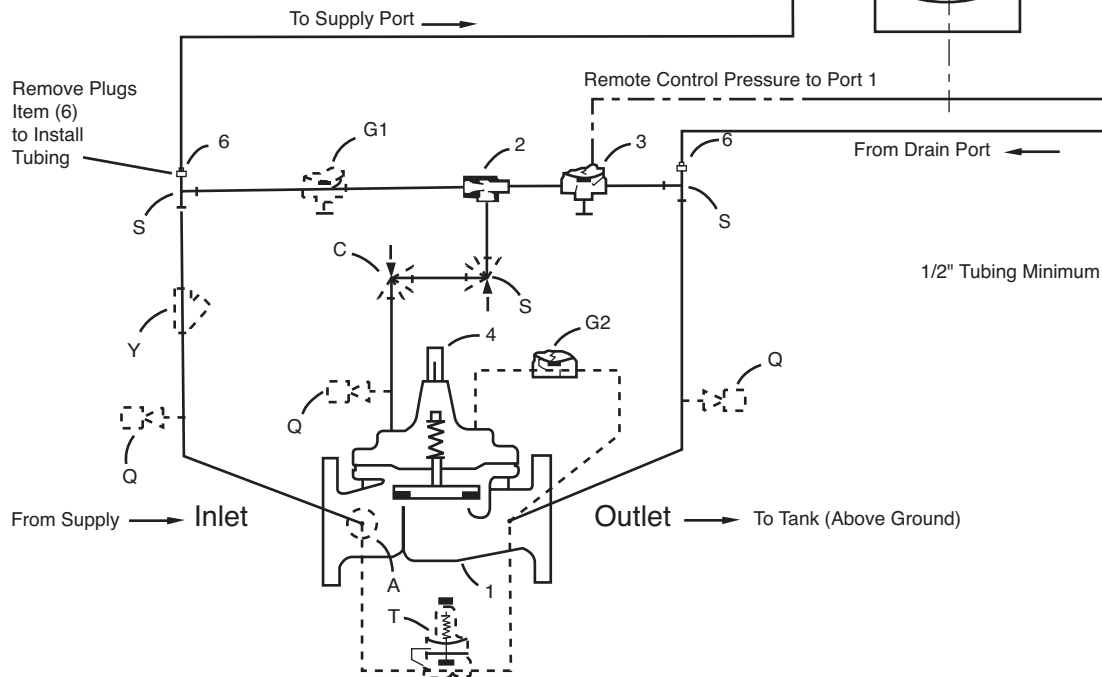 To Supply Port
Remove Plugs
Item (6)
to Install
Tubing
Remote Control Pressure to Port 1
6
G1
2
3
6
From Drain Port
S
S
C
S
1/2" Tubing Minimum
Y
4
G2
Q
Q
Q
From Supply
Inlet
Outlet
To Tank (Above Ground)
A
1
T